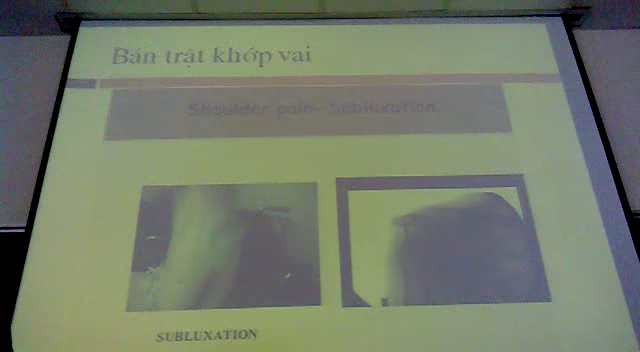 Bán trật khớp vai
Shoulder pain-Subluxation
SUBLUXATION